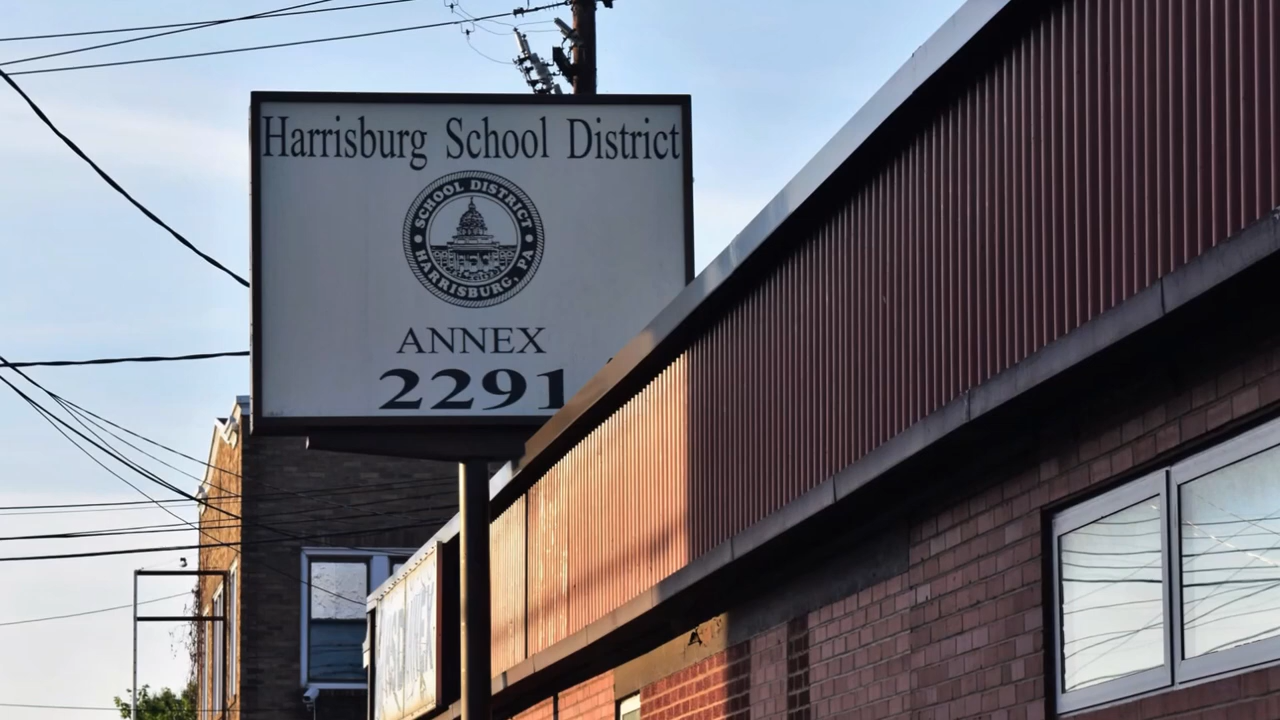 Harrisburg School District
SCHOOL DISTRICT
HARRISBURG, PA
ANNEX
2291